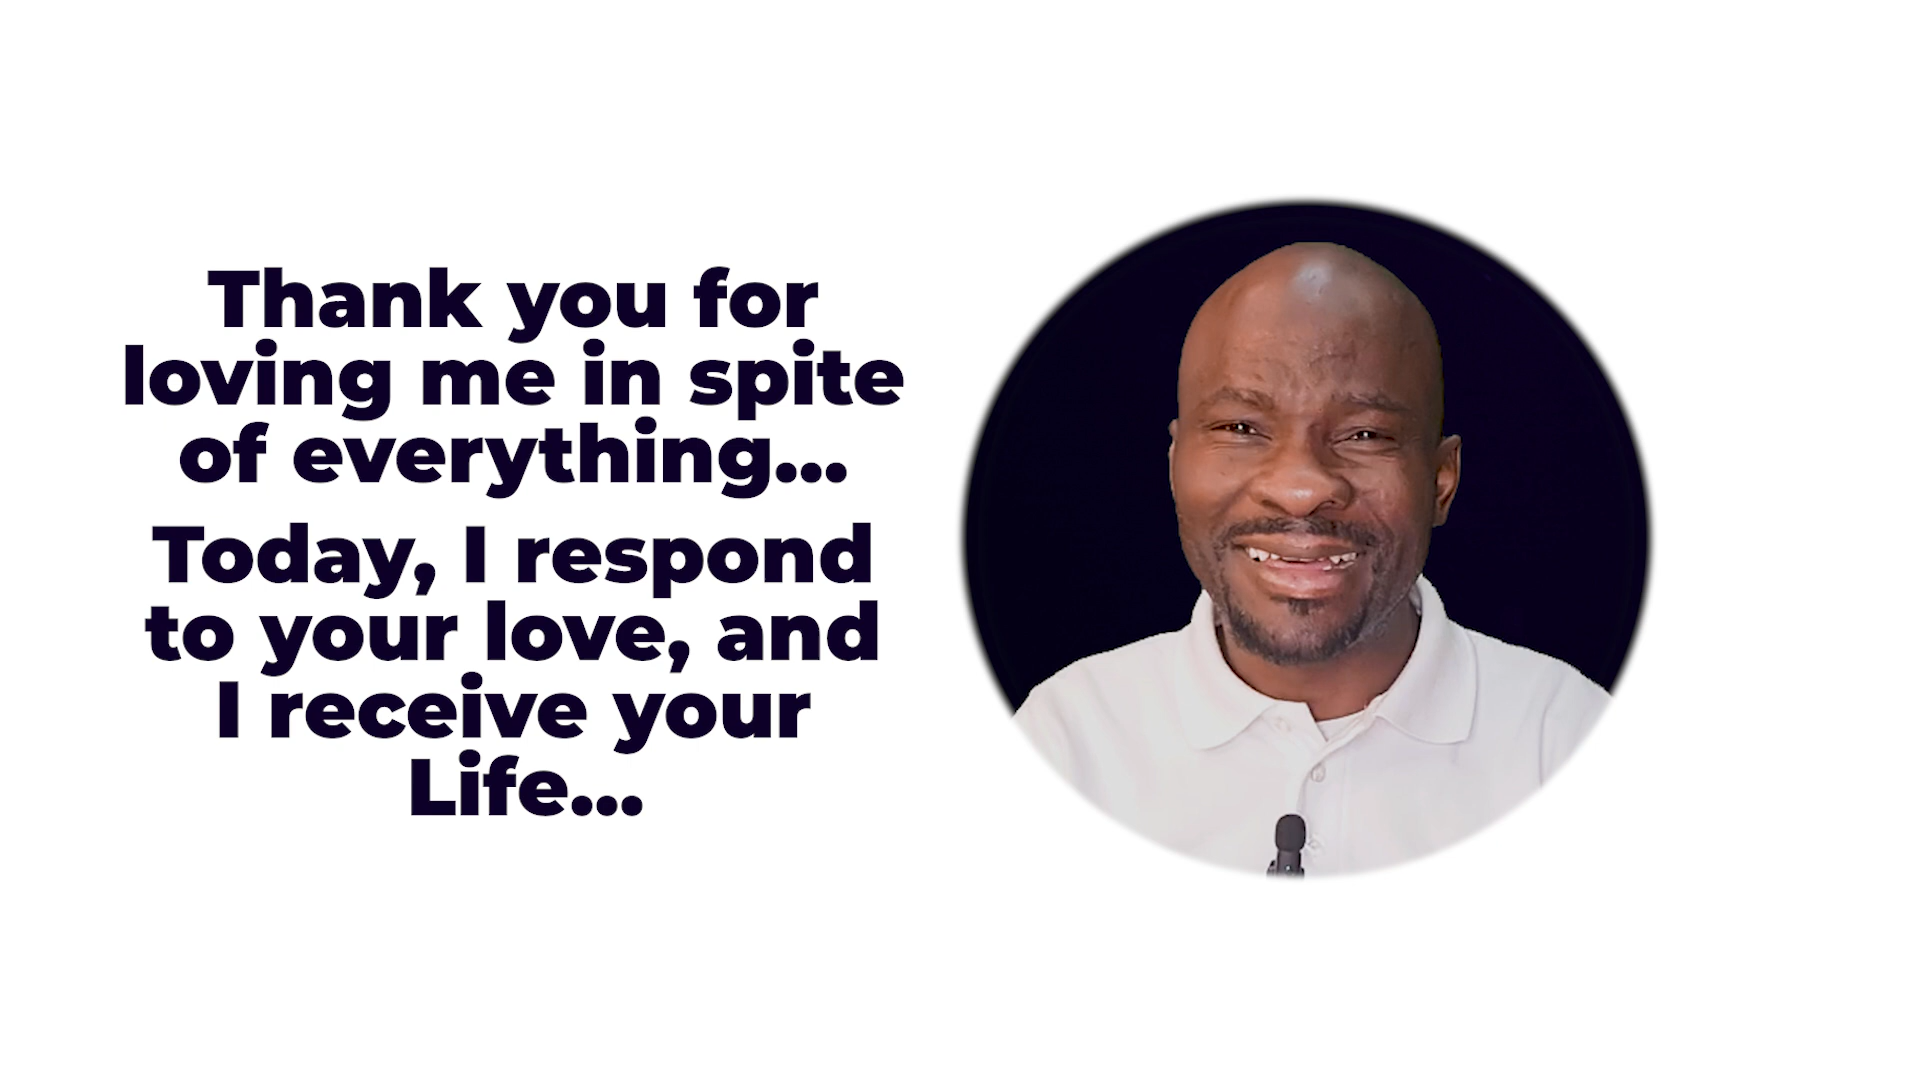 Thank you for
loving me in spite
of everything...
Today, I respond
to your love, and
I receive your
Life...